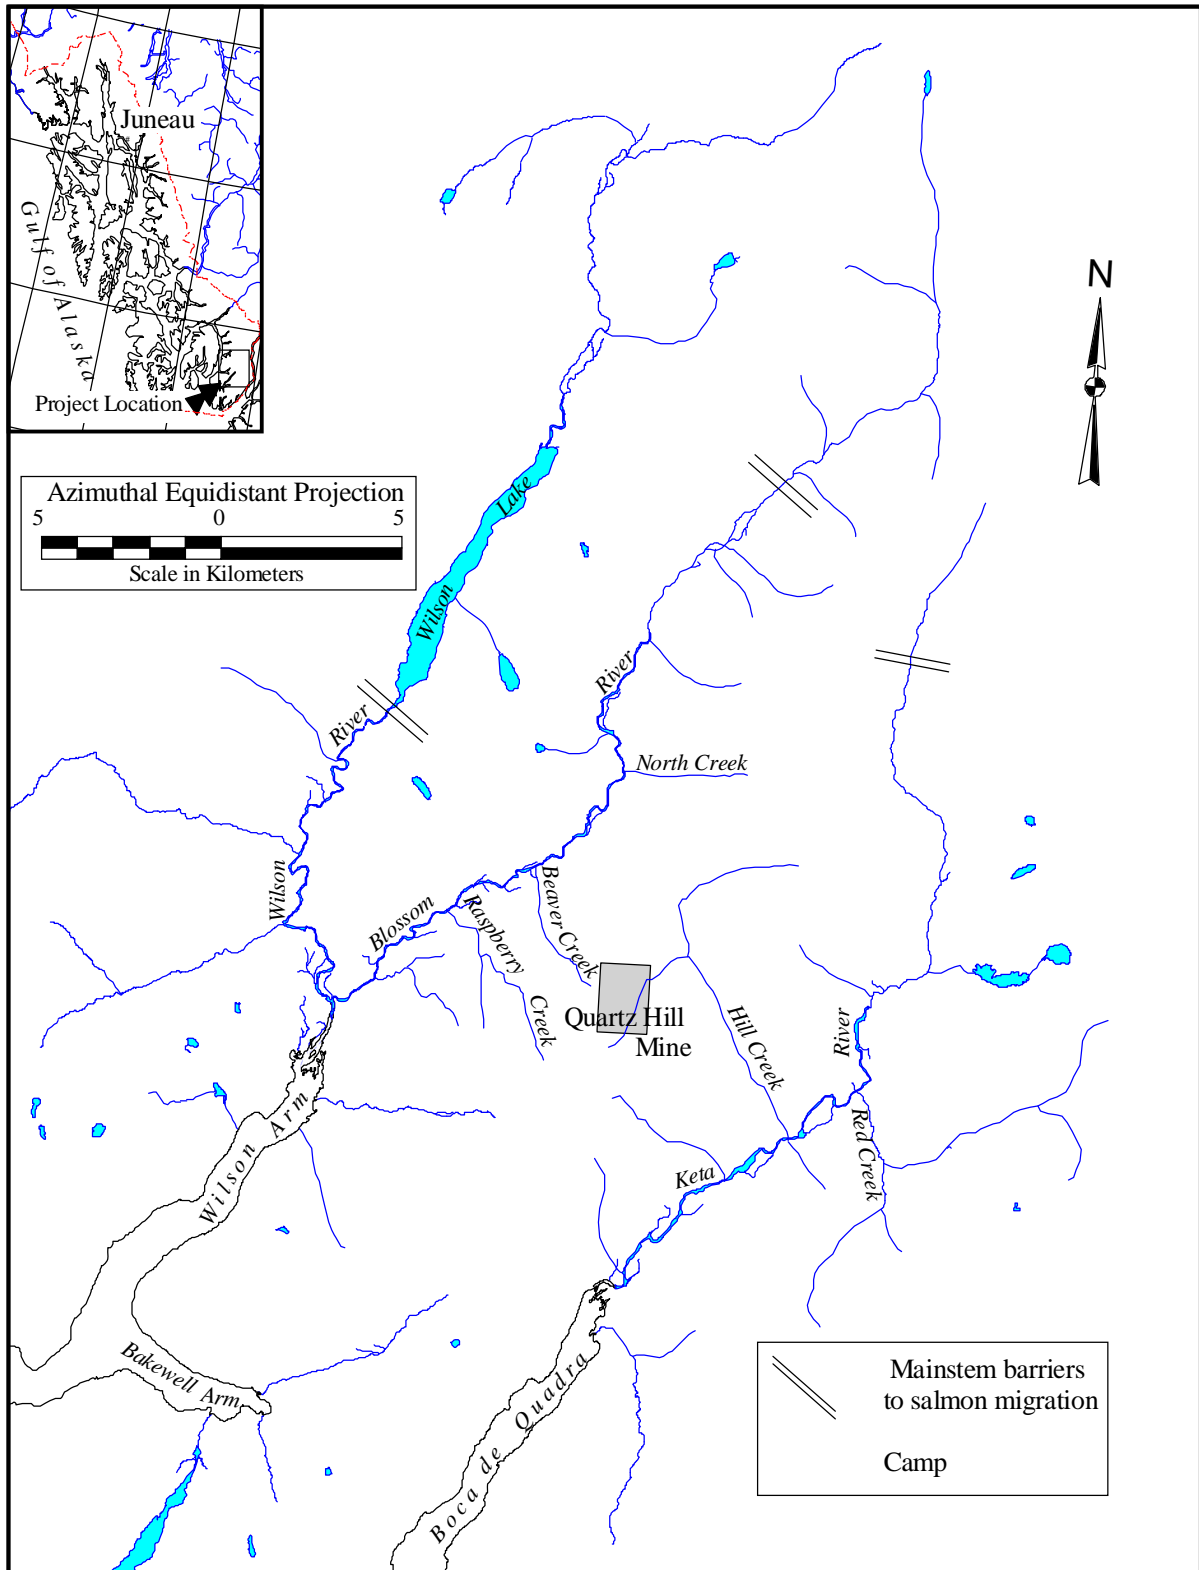 Juneau
Gulf of Alaska
Project Location
N
Azimuthal Equidistant Projection
5 0 5
Scale in Kilometers
Wilson Lake
River
River
North Creek
Wilson
Blossom
Raspberry
Creek
Beaver Creek
Quartz Hill
Mine
Hill Creek
River
Red Creek
Keta
Wilson Arm
Bakewell Arm
Boca de Quadra
Mainstem barriers
to salmon migration
Camp